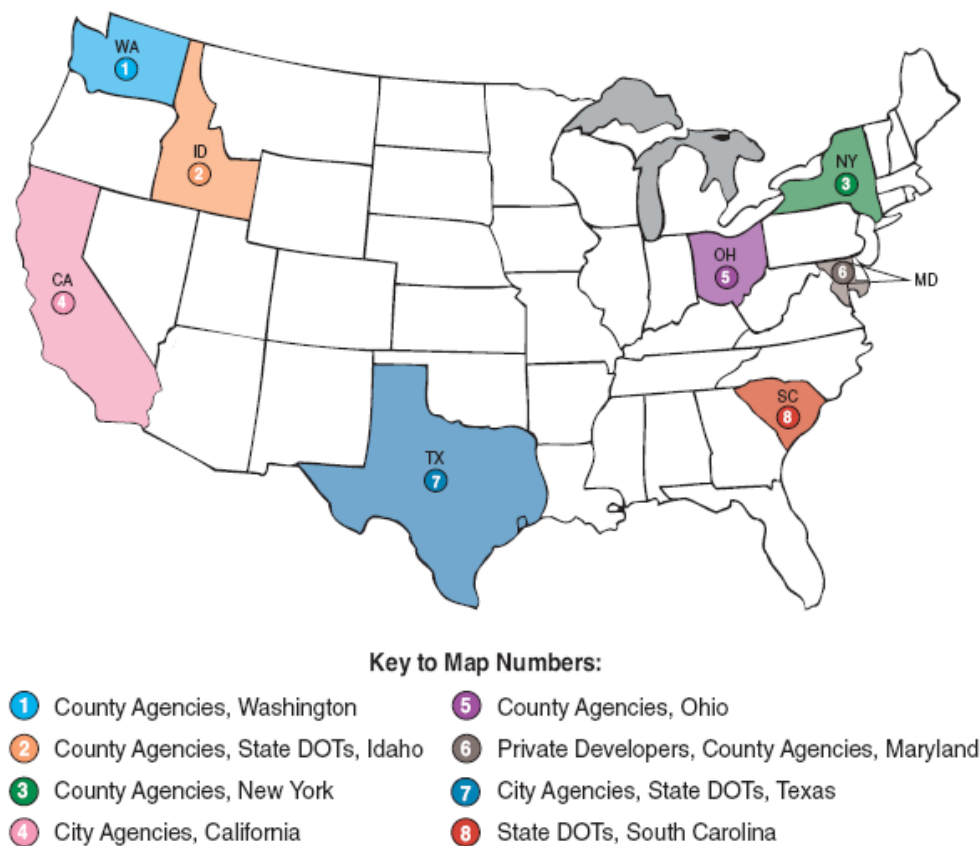 WA
1
ID
2
NY
3
CA
4
OH
5
6
MD
SC
8
TX
7
Key to Map Numbers:
1 County Agencies, Washington
2 County Agencies, State DOTs, Idaho
3 County Agencies, New York
4 City Agencies, California
5 County Agencies, Ohio
6 Private Developers, County Agencies, Maryland
7 City Agencies, State DOTs, Texas
8 State DOTs, South Carolina